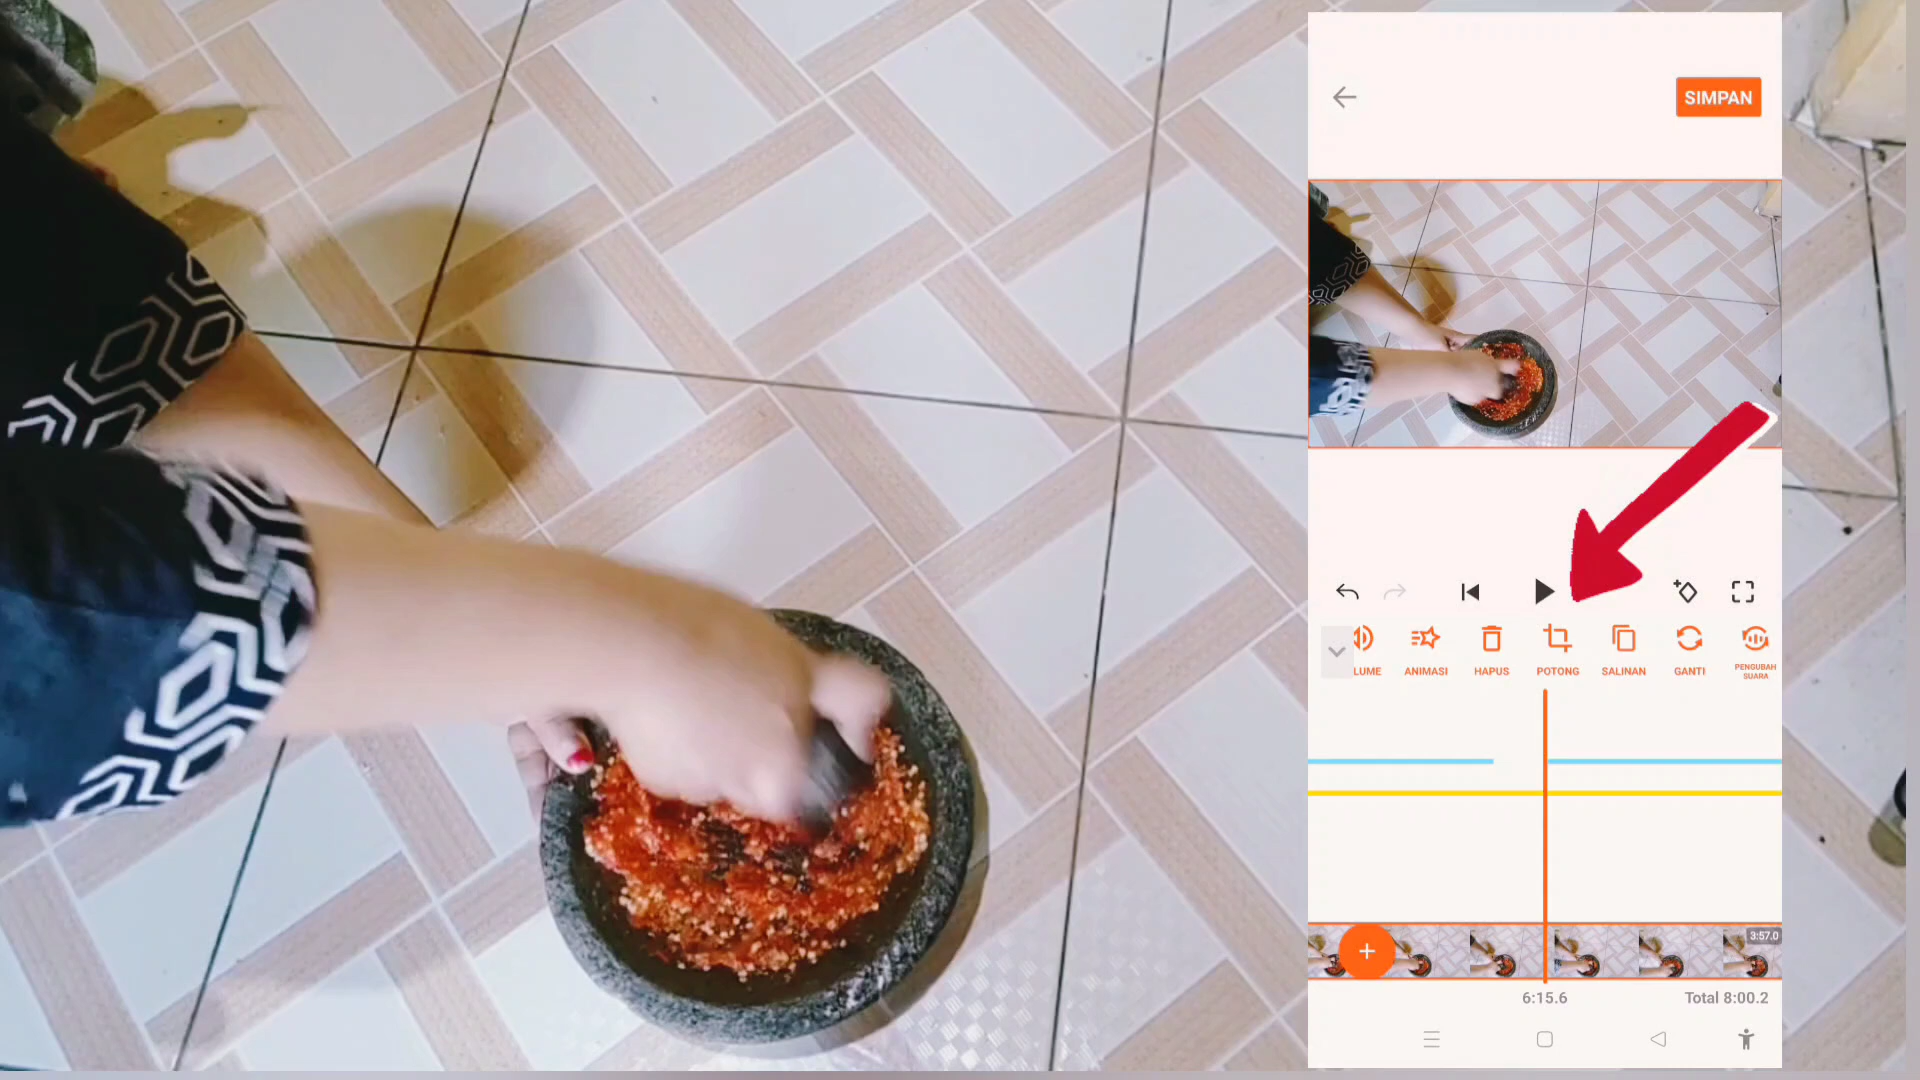 SIMPAN
LUME
ANIMASI
HAPUS
POTONG
SALINAN
GANTI
PENGUBAH
SUARA
3:57.0
6:15.6
Total 8:00.2